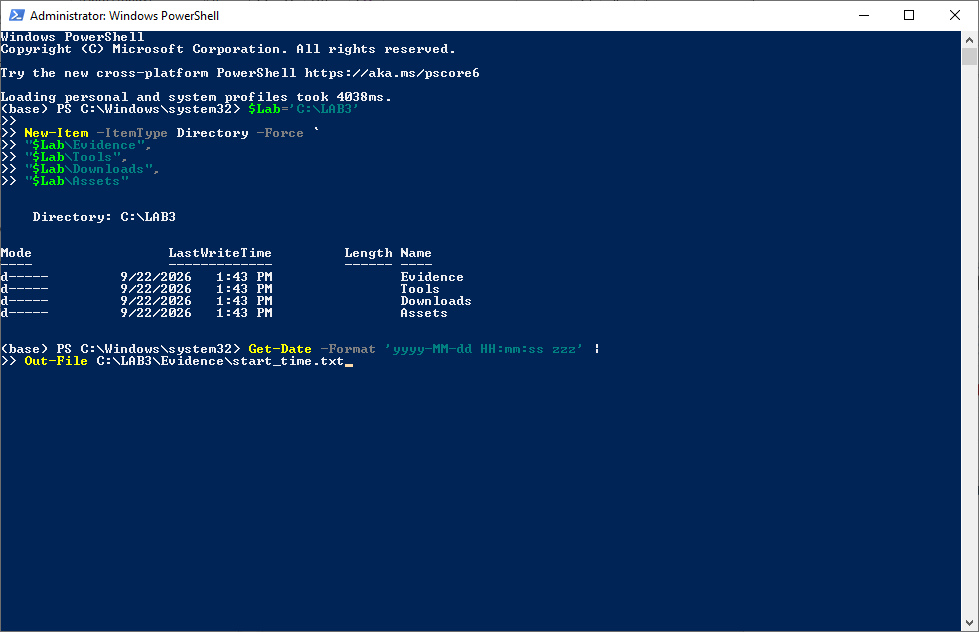 Administrator: Windows PowerShell
Windows PowerShell
Copyright (C) Microsoft Corporation. All rights reserved.
Try the new cross-platform PowerShell https://aka.ms/pscore6
Loading personal and system profiles took 4038ms.
(base) PS C:\Windows\system32> $Lab='C:\LAB3'
>>
>> New-Item -ItemType Directory -Force `
>> "$Lab\Evidence",
>> "$Lab\Tools",
>> "$Lab\Downloads",
>> "$Lab\Assets"
    Directory: C:\LAB3
Mode                 LastWriteTime         Length Name
----                 -------------         ------ ----
d-----         9/22/2026   1:43 PM                Evidence
d-----         9/22/2026   1:43 PM                Tools
d-----         9/22/2026   1:43 PM                Downloads
d-----         9/22/2026   1:43 PM                Assets
(base) PS C:\Windows\system32> Get-Date -Format 'yyyy-MM-dd HH:mm:ss zzz' |
>> Out-File C:\LAB3\Evidence\start_time.txt